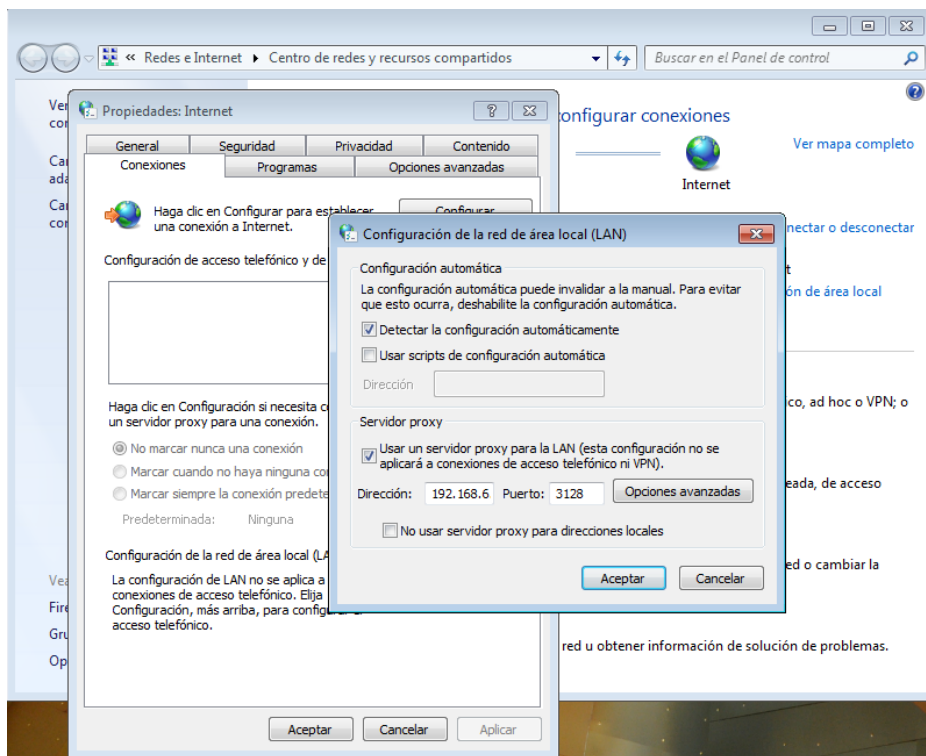 « Redes e Internet ▸ Centro de redes y recursos compartidos
Buscar en el Panel de control
configurar conexiones
Ver mapa completo
Internet
Propiedades: Internet
General Seguridad Privacidad Contenido
Conexiones Programas Opciones avanzadas
Haga clic en Configurar para establecer
una conexión a Internet.
Configurar
Configuración de acceso telefónico y de
Haga clic en Configuración si necesita
un servidor proxy para una conexión.
No marcar nunca una conexión
Marcar cuando no haya ninguna
Marcar siempre la conexión
Predeterminada: Ninguna
Configuración de la red de área local
La configuración de LAN no se aplica a
conexiones de acceso telefónico. Elija
Configuración, más arriba, para
acceso telefónico.
Aceptar Cancelar Aplicar
Configuración de la red de área local (LAN)
Configuración automática
La configuración automática puede invalidar a la manual. Para evitar
que esto ocurra, deshabilite la configuración automática.
Detectar la configuración automáticamente
Usar scripts de configuración automática
Dirección
Servidor proxy
Usar un servidor proxy para la LAN (esta configuración no se
aplicará a conexiones de acceso telefónico ni VPN).
Dirección: 192.168.6 Puerto: 3128 Opciones avanzadas
No usar servidor proxy para direcciones locales
Aceptar Cancelar
nectar o desconectar
ón de área local
ico, ad hoc o VPN; o
eada, de acceso
ed o cambiar la
red u obtener información de solución de problemas.
Ver
Fire
Gru
Op